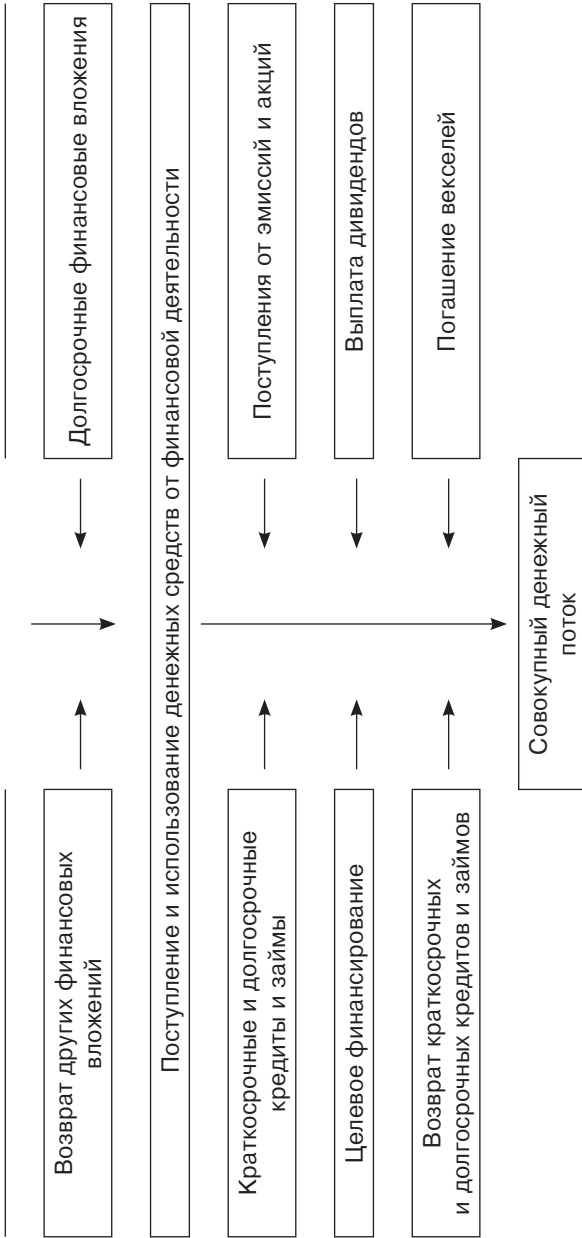 Возврат других финансовых
вложений
Долгосрочные финансовые вложения
Поступление и использование денежных средств от финансовой деятельности
Краткосрочные и долгосрочные
кредиты и займы
Поступления от эмиссий и акций
Целевое финансирование
Выплата дивидендов
Возврат краткосрочных
и долгосрочных кредитов и займов
Погашение векселей
Совокупный денежный
поток